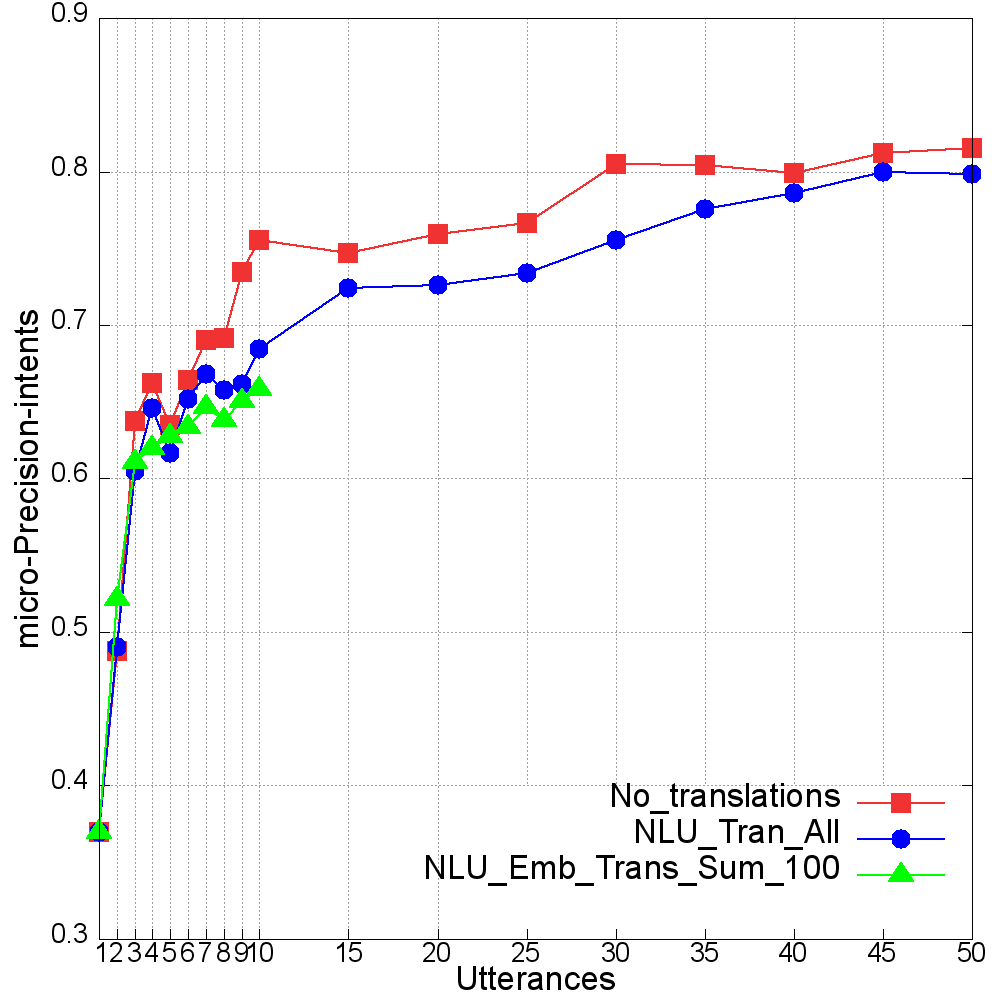 0.9
0.8
0.7
0.6
0.5
0.4
0.3
micro-Precision-intents
No_translations
NLU_Tran_All
NLU_Emb_Trans_Sum_100
1 2 3 4 5 6 7 8 9 10 15 20 25 30 35 40 45 50
Utterances